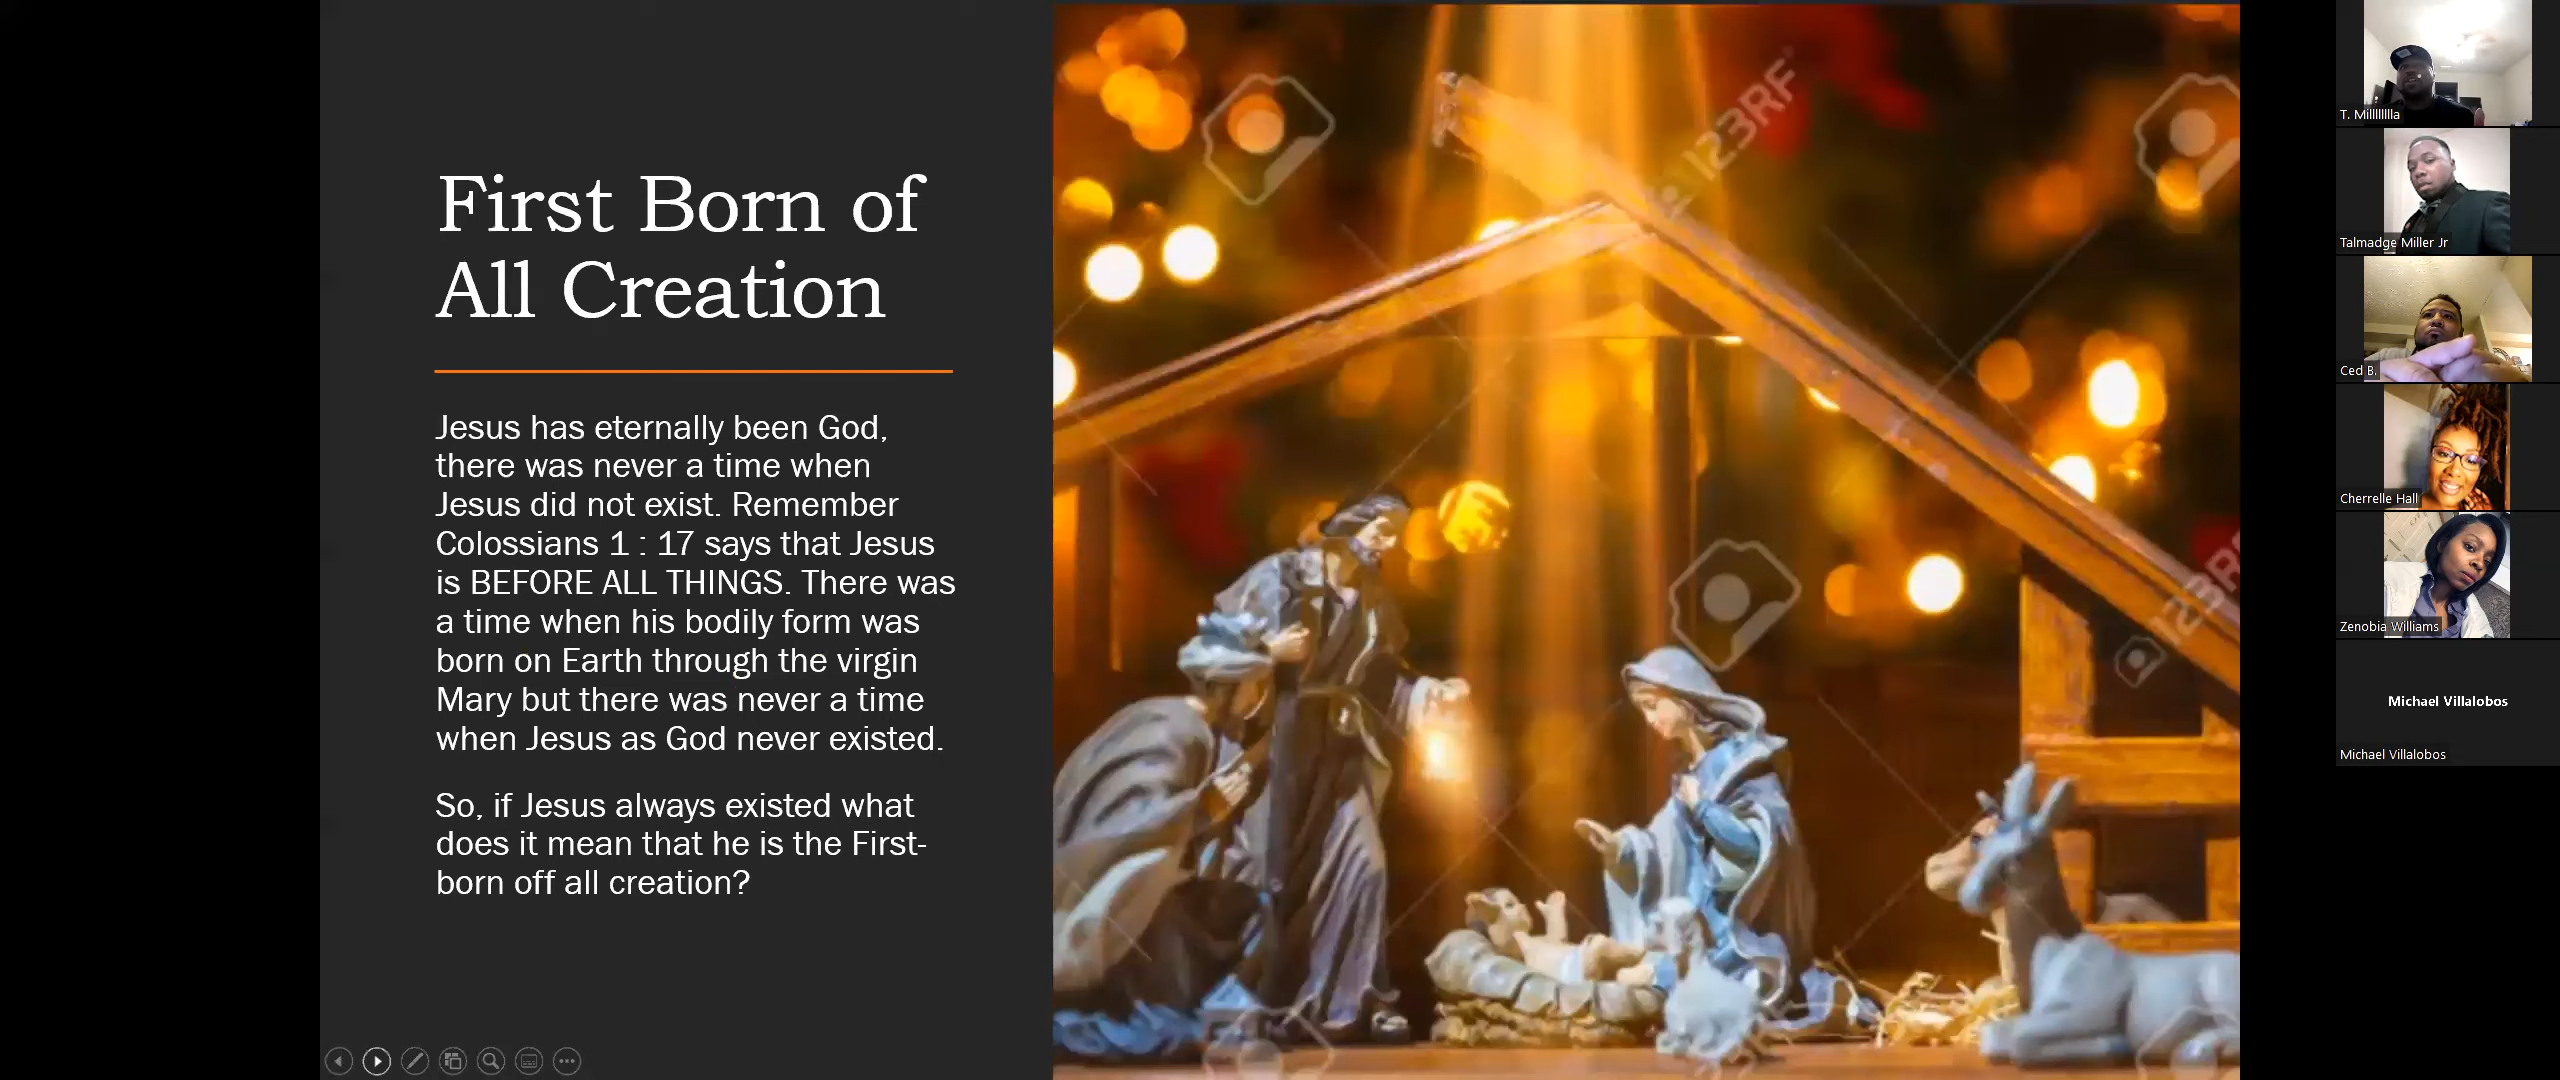 First Born of
All Creation
Jesus has eternally been God,
there was never a time when
Jesus did not exist. Remember
Colossians 1 : 17 says that Jesus
is BEFORE ALL THINGS. There was
a time when his bodily form was
born on Earth through the virgin
Mary but there was never a time
when Jesus as God never existed.
So, if Jesus always existed what
does it mean that he is the First-
born off all creation?
123RF
123RF
T. Millllllllla
Talmadge Miller Jr
Ced B.
Cherrelle Hall
Zenobia Williams
Michael Villalobos
Michael Villalobos